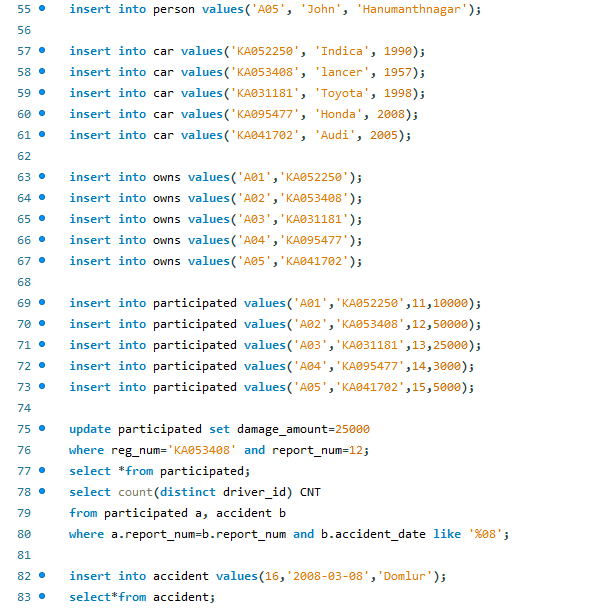 55 insert into person values('A05', 'John', 'Hanumanthnagar');
56
57 insert into car values('KA052250', 'Indica', 1990);
58 insert into car values('KA053408', 'lancer', 1957);
59 insert into car values('KA031181', 'Toyota', 1998);
60 insert into car values('KA095477', 'Honda', 2008);
61 insert into car values('KA041702', 'Audi', 2005);
62
63 insert into owns values('A01','KA052250');
64 insert into owns values('A02','KA053408');
65 insert into owns values('A03','KA031181');
66 insert into owns values('A04','KA095477');
67 insert into owns values('A05','KA041702');
68
69 insert into participated values('A01','KA052250',11,10000);
70 insert into participated values('A02','KA053408',12,50000);
71 insert into participated values('A03','KA031181',13,25000);
72 insert into participated values('A04','KA095477',14,3000);
73 insert into participated values('A05','KA041702',15,5000);
74
75 update participated set damage_amount=25000
76 where reg_num='KA053408' and report_num=12;
77 select *from participated;
78 select count(distinct driver_id) CNT
79 from participated a, accident b
80 where a.report_num=b.report_num and b.accident_date like '%08';
81
82 insert into accident values(16,'2008-03-08','Domlur');
83 select*from accident;